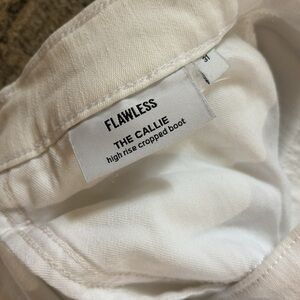 FLAWLESS
THE CALLIE
high rise cropped boot
31